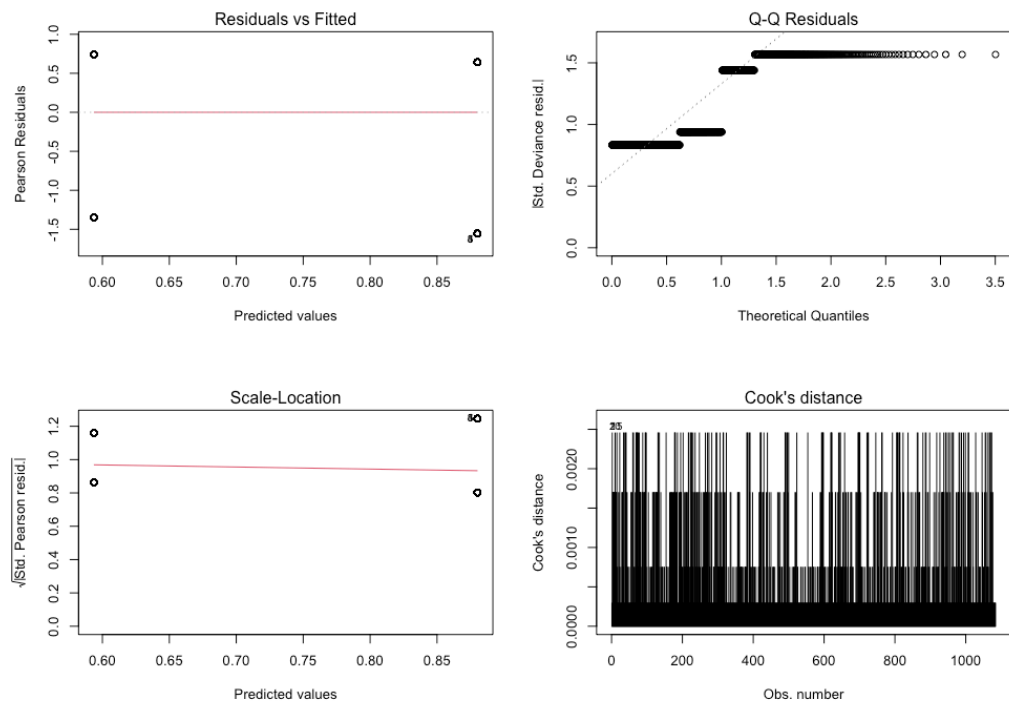 Residuals vs Fitted
Pearson Residuals
1.0
0.5
0.0
-0.5
-1.0
-1.5
0.60 0.65 0.70 0.75 0.80 0.85
Predicted values
Q-Q Residuals
|Std. Deviance resid.|
1.5
1.0
0.5
0.0
0.0 0.5 1.0 1.5 2.0 2.5 3.0 3.5
Theoretical Quantiles
Scale-Location
√|Std. Pearson resid.|
1.2
1.0
0.8
0.6
0.4
0.2
0.0
0.60 0.65 0.70 0.75 0.80 0.85
Predicted values
Cook's distance
Cook's distance
0.0020
0.0010
0.0000
0 200 400 600 800 1000
Obs. number